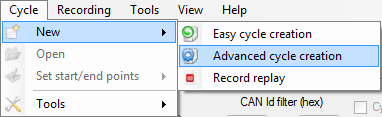 Cycle Recording Tools View Help
New
Open
Set start/end points
Tools
Easy cycle creation
Advanced cycle creation
Record replay
CAN Id filter (hex)
Cy